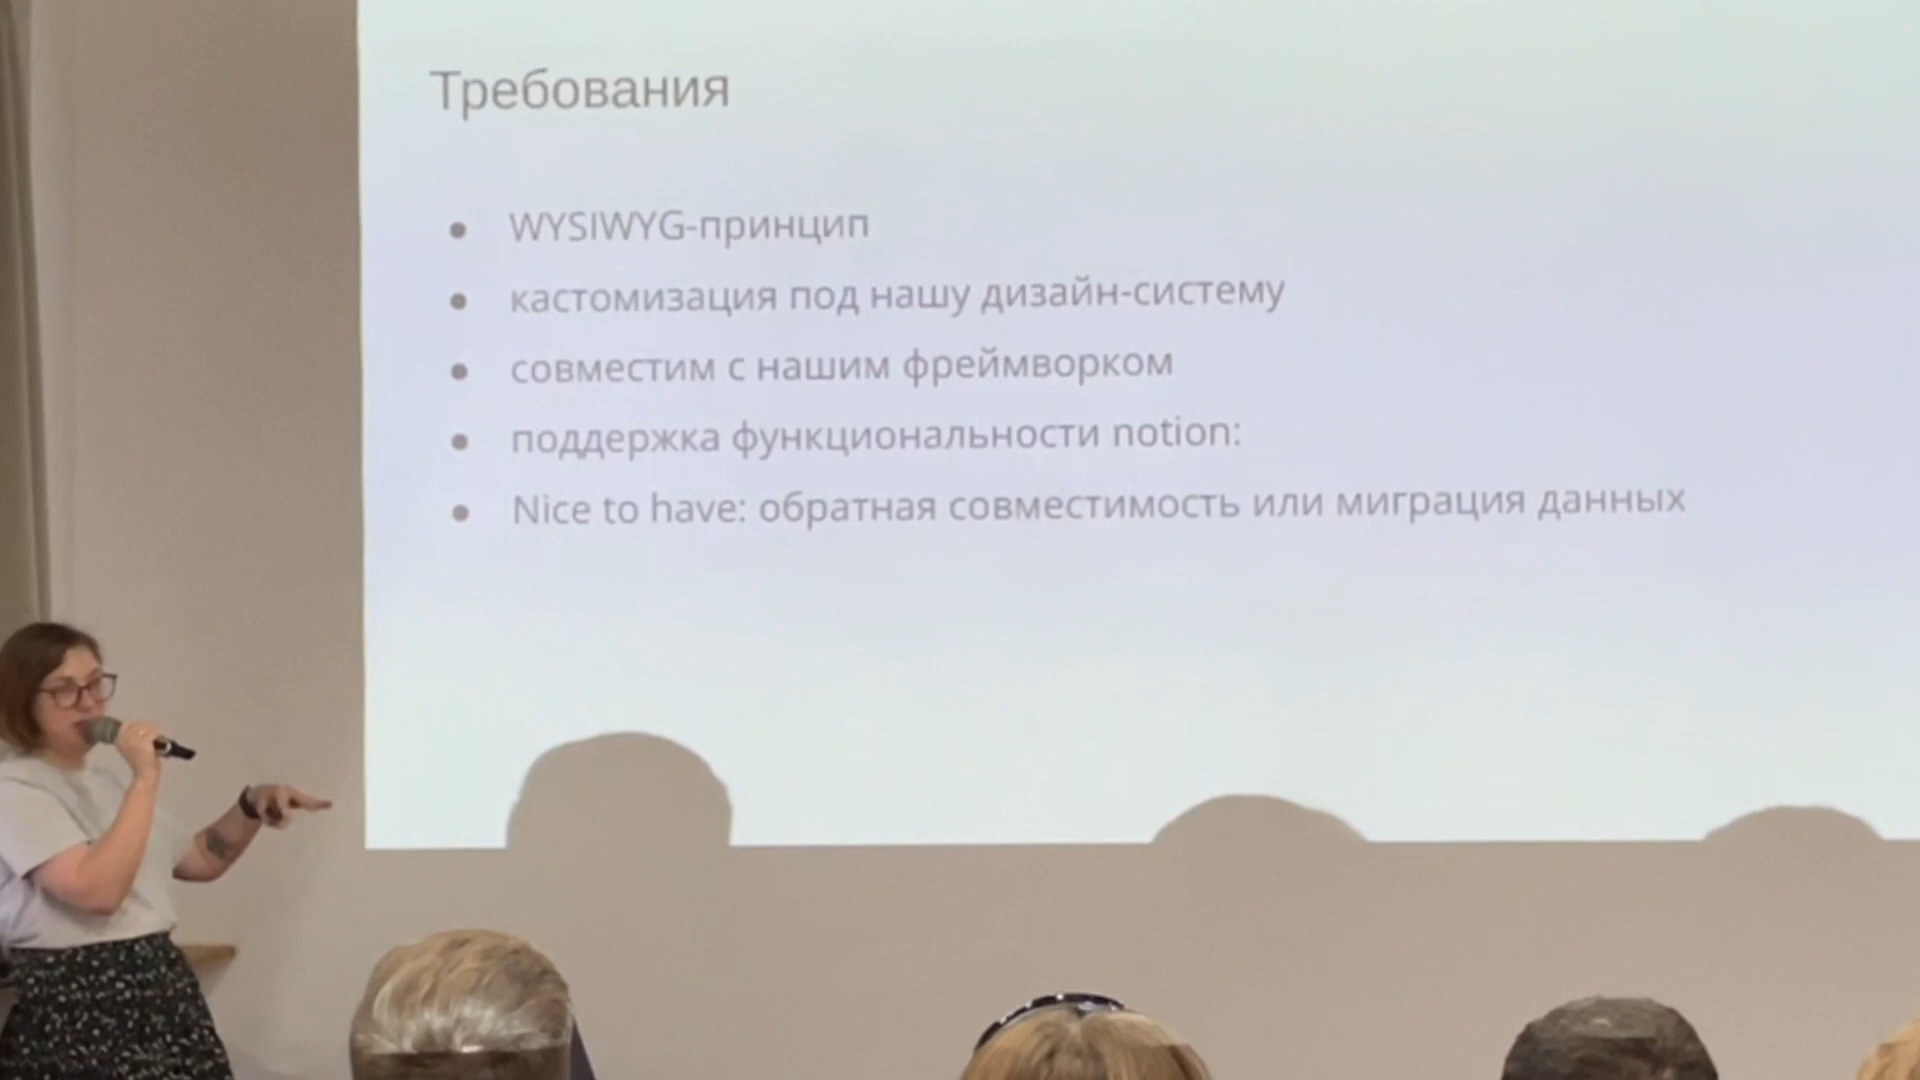 Требования
WYSIWYG-принцип
кастомизация под нашу дизайн-систему
совместим с нашим фреймворком
поддержка функциональности notion:
Nice to have: обратная совместимость или миграция данных